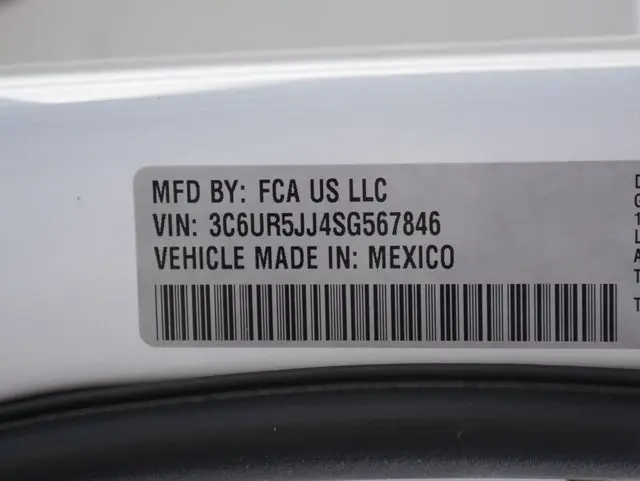 MFD BY: FCA US LLC
VIN: 3C6UR5JJ4SG567846
VEHICLE MADE IN: MEXICO